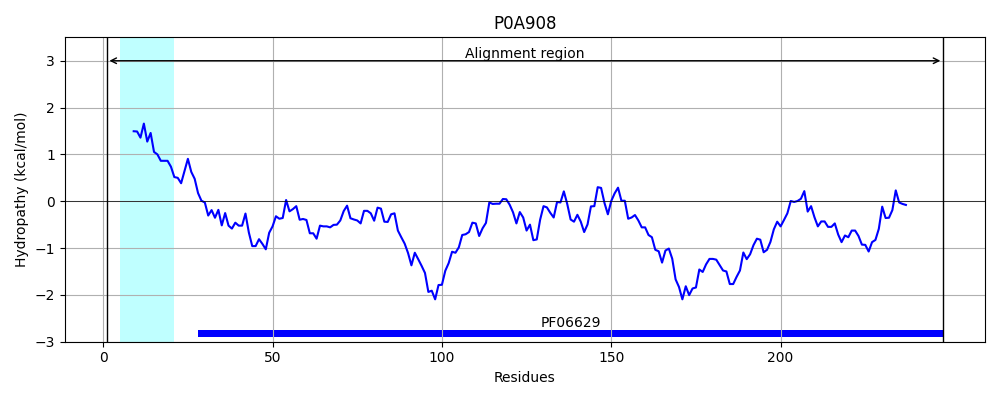 P0A908
Alignment region
Hydropathy (kcal/mol)
3
2
1
0
−1
−2
−3
PF06629
0 50 100 150 200
Residues